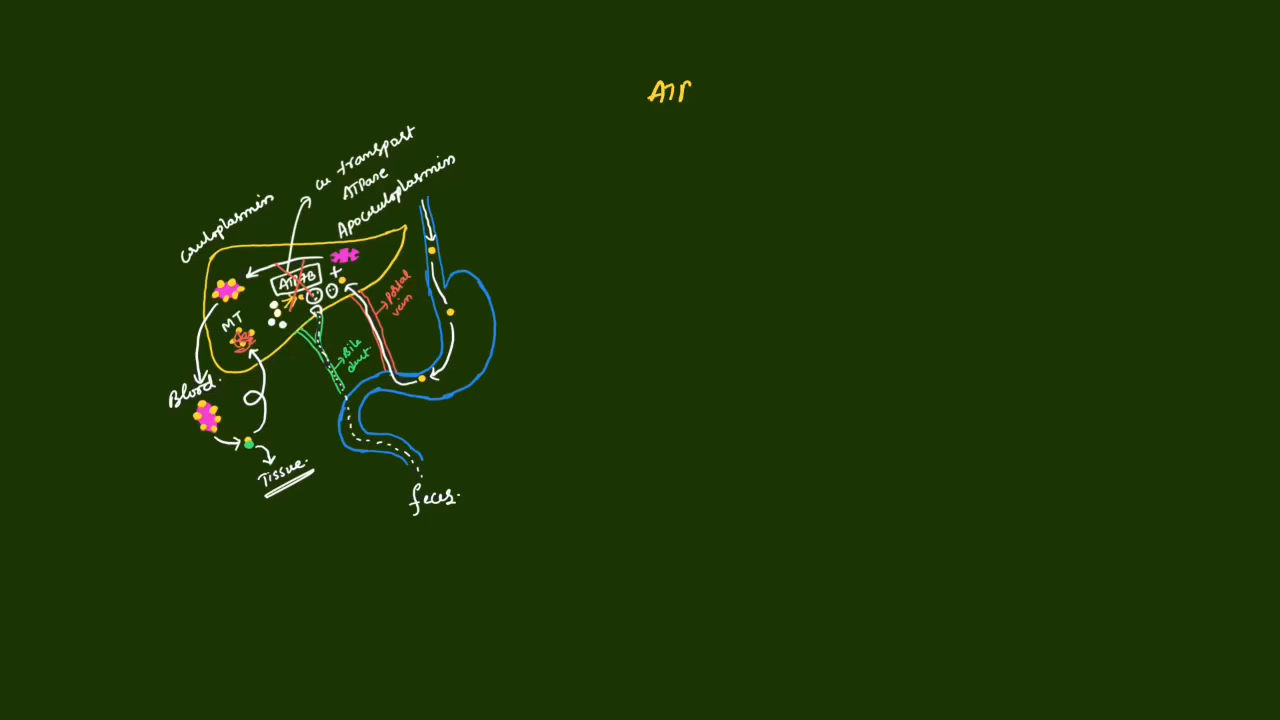 ATP
Cu transport
ATPase
Apoceruloplasmin
Ceruloplasmin
ATP7B
+
MT
Portal
vein
Bile
duct
Blood.
Tissue.
feces.